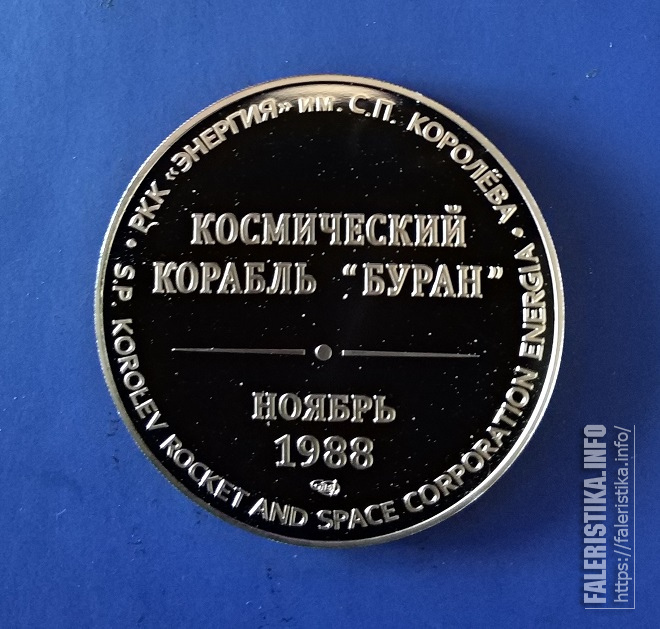 РКК «ЭНЕРГИЯ» ИМ. С.П. КОРОЛЁВА
КОСМИЧЕСКИЙ
КОРАБЛЬ “БУРАН”
НОЯБРЬ
1988
S.P. KOROLEV ROCKET AND SPACE CORPORATION ENERGIA
FALERISTIKA.INFO
https://faleristika.info/